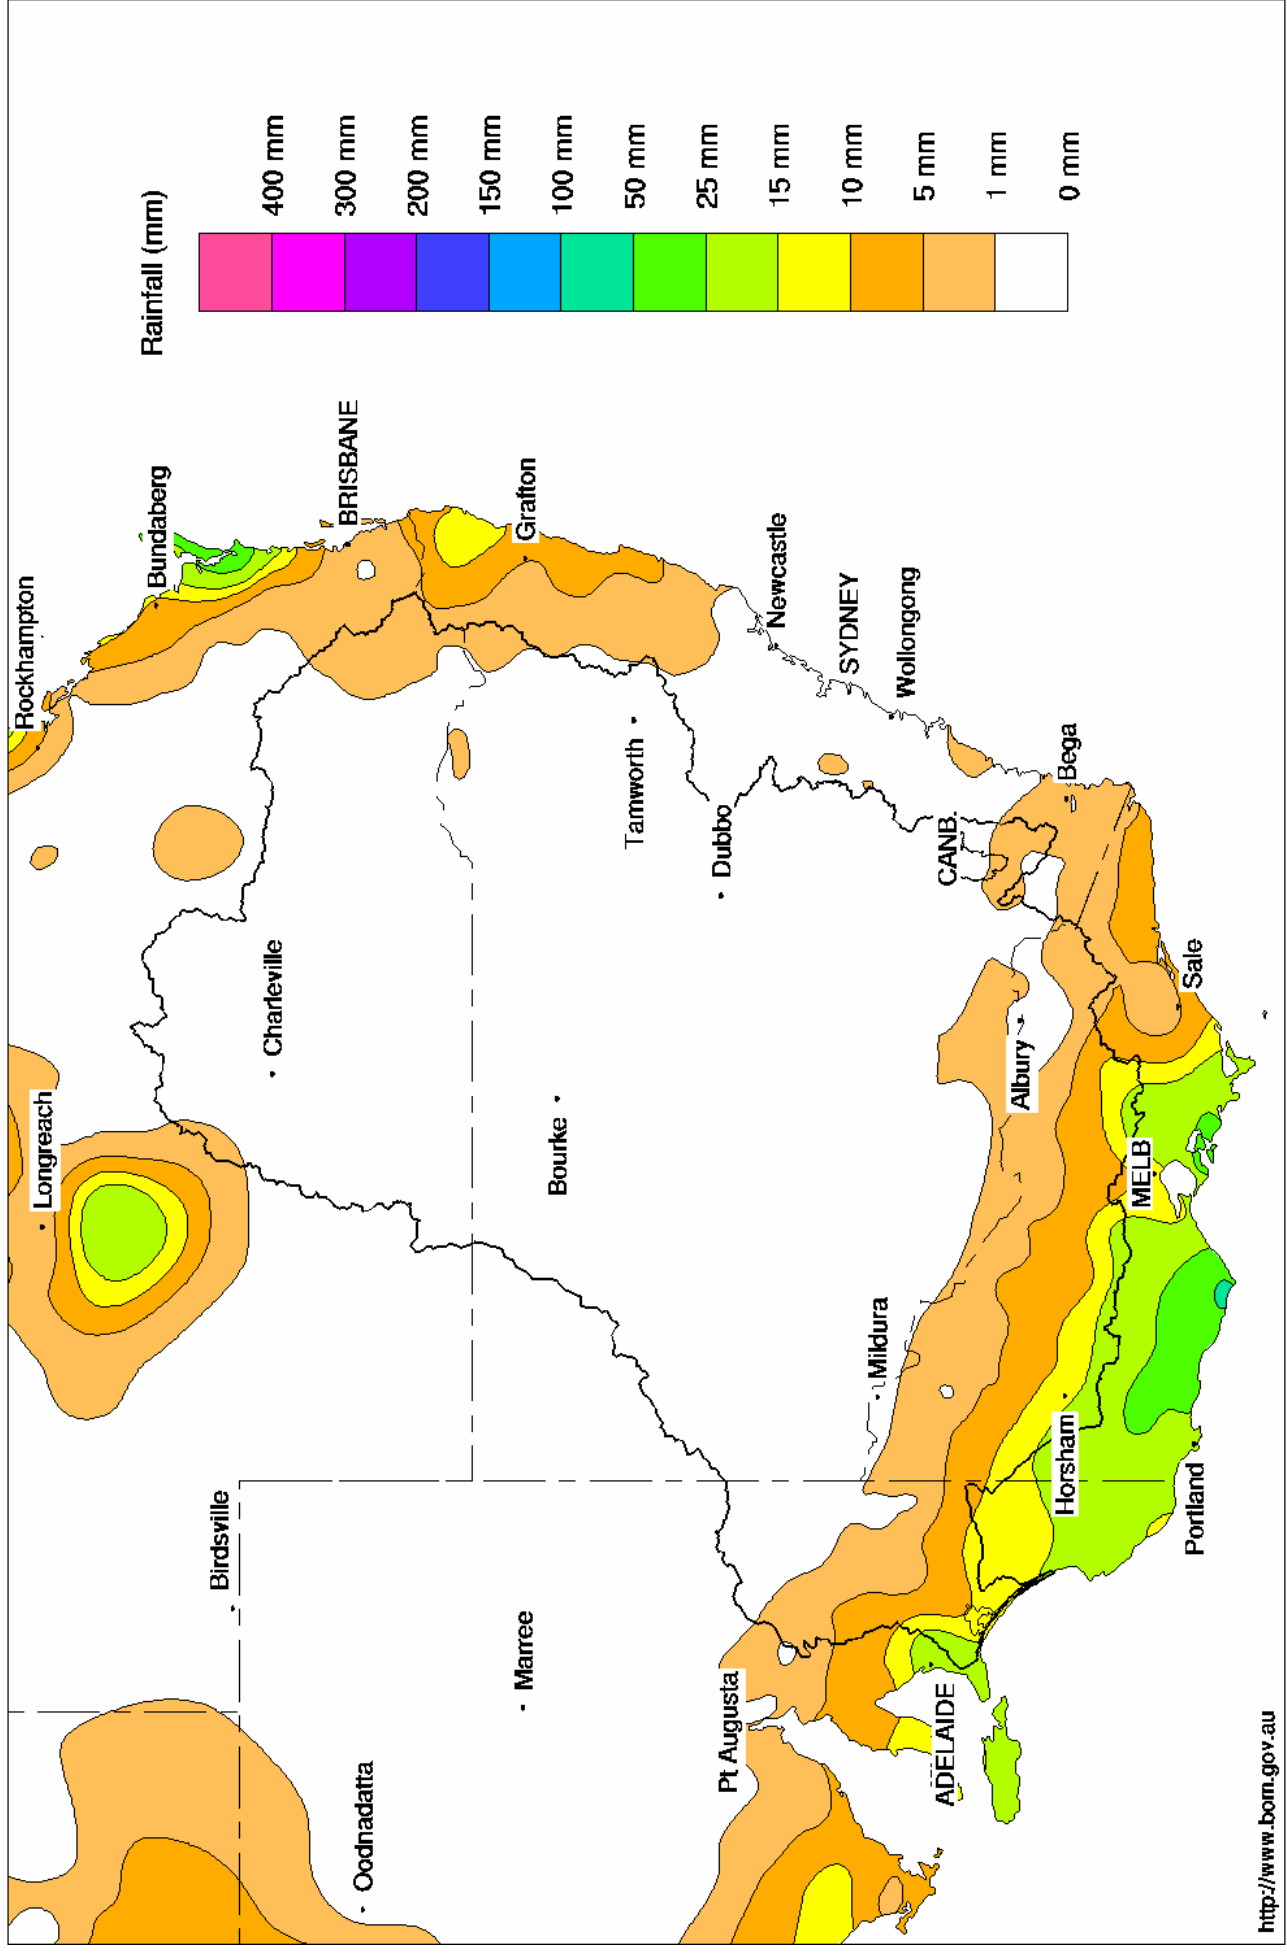 Rainfall (mm)
400 mm
300 mm
200 mm
150 mm
100 mm
50 mm
25 mm
15 mm
10 mm
5 mm
1 mm
0 mm
Rockhampton
Bundaberg
BRISBANE
Grafton
Newcastle
SYDNEY
Wollongong
Bega
Tamworth
Dubbo
CANB.
Longreach
Charleville
Bourke
Albury
Sale
MELB
Mildura
Horsham
Portland
Birdsville
Marree
Pt Augusta
ADELAIDE
Oodnadatta
http://www.bom.gov.au